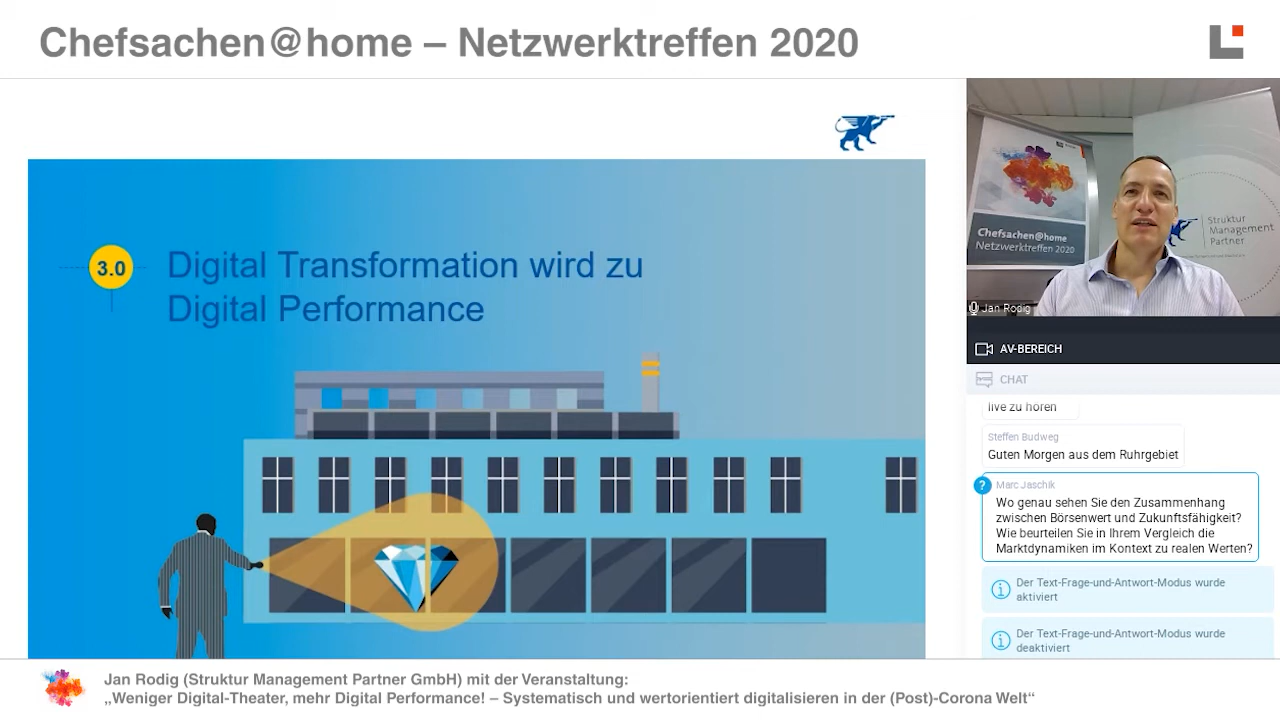 Chefsachen@home – Netzwerktreffen 2020
3.0
Digital Transformation wird zu
Digital Performance
Chefsachen@home
Netzwerktreffen 2020
Struktur
Management
Partner
Jan Rodig
AV-BEREICH
CHAT
live zu hören
Steffen Budweg
Guten Morgen aus dem Ruhrgebiet
?
Marc Jaschik
Wo genau sehen Sie den Zusammenhang
zwischen Börsenwert und Zukunftsfähigkeit?
Wie beurteilen Sie in Ihrem Vergleich die
Marktdynamiken im Kontext zu realen Werten?
Der Text-Frage-und-Antwort-Modus wurde
aktiviert
Der Text-Frage-und-Antwort-Modus wurde
deaktiviert
Jan Rodig (Struktur Management Partner GmbH) mit der Veranstaltung:
„Weniger Digital-Theater, mehr Digital Performance! – Systematisch und wertorientiert digitalisieren in der (Post)-Corona Welt“